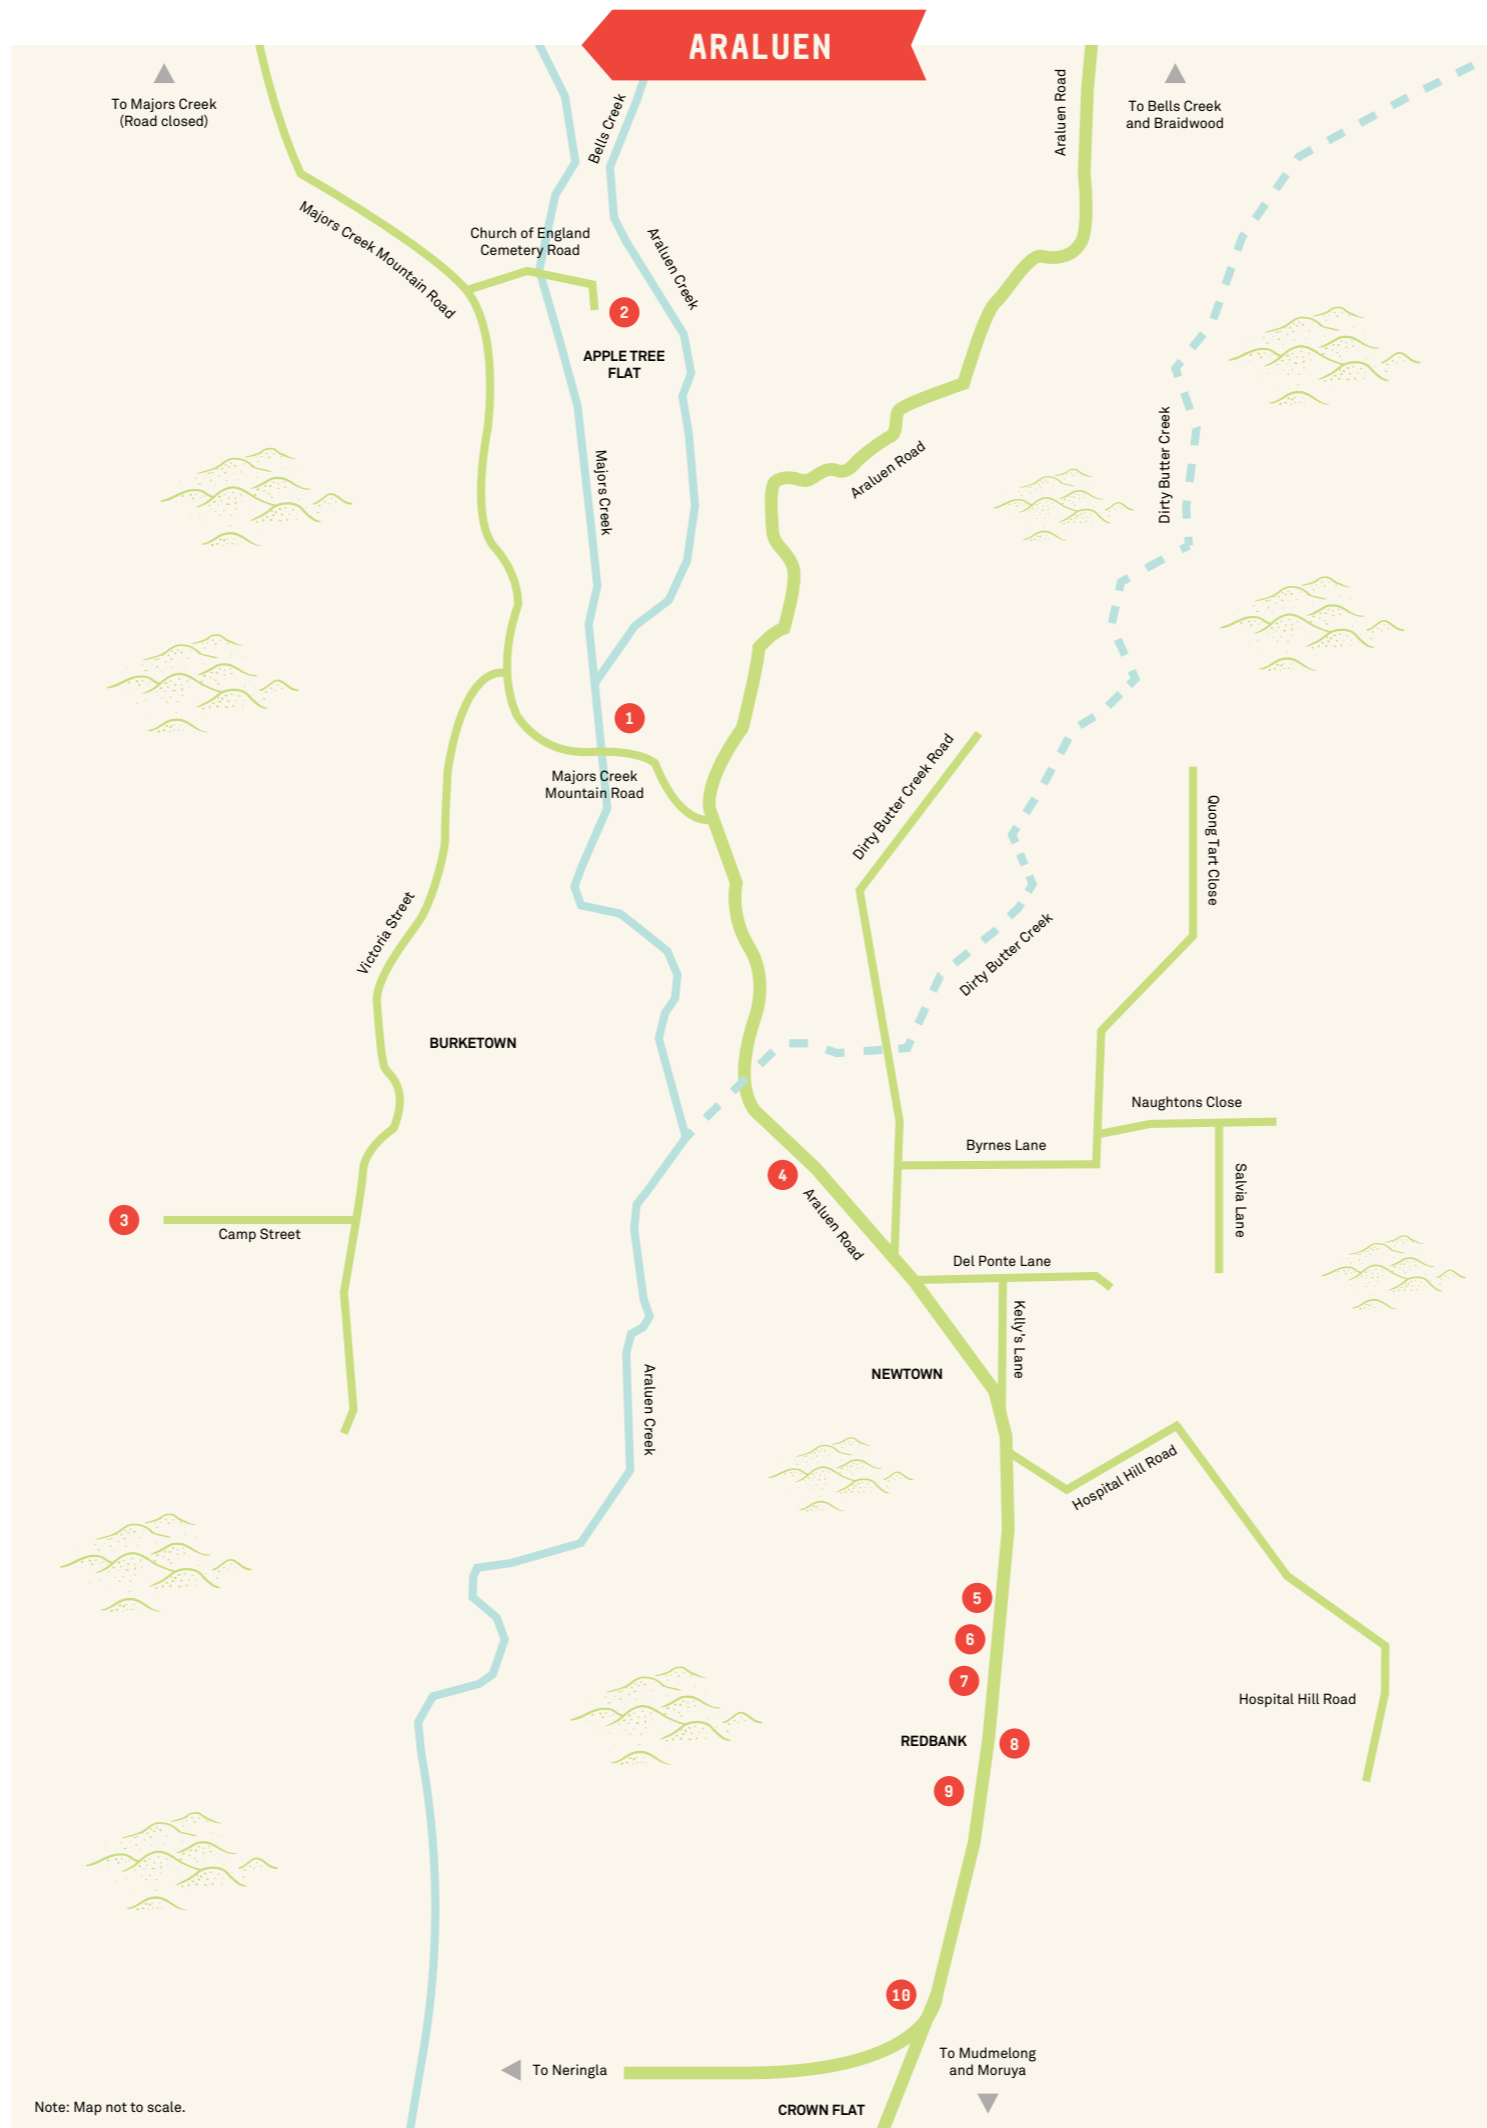 ARALUEN
To Majors Creek
(Road closed)
Bells Creek
Araluen Road
To Bells Creek
and Braidwood
Majors Creek Mountain Road
Church of England
Cemetery Road
Araluen Creek
2
APPLE TREE
FLAT
Majors Creek
Araluen Road
Dirty Butter Creek
1
Majors Creek
Mountain Road
Dirty Butter Creek Road
Quong Tart Close
Victoria Street
Dirty Butter Creek
BURKETOWN
Naughtons Close
Byrnes Lane
4
Araluen Road
Salvia Lane
3
Camp Street
Del Ponte Lane
Kelly's Lane
NEWTOWN
Araluen Creek
Hospital Hill Road
5
6
7
Hospital Hill Road
REDBANK
8
9
10
To Neringla
To Mudmelong
and Moruya
Note: Map not to scale.
CROWN FLAT